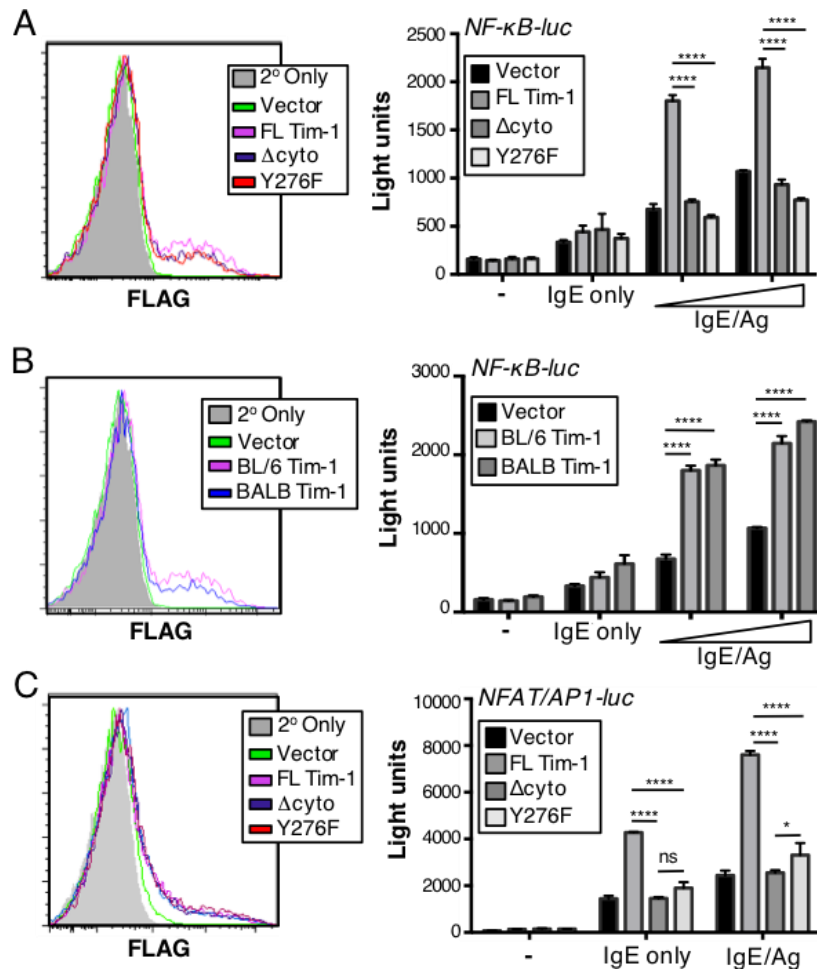 A
2° Only
Vector
FL Tim-1
Δcyto
Y276F
FLAG
NF-κB-luc
Light units
2500
2000
1500
1000
500
0
Vector
FL Tim-1
Δcyto
Y276F
****
****
****
****
-
IgE only
IgE/Ag
B
2° Only
Vector
BL/6 Tim-1
BALB Tim-1
FLAG
NF-κB-luc
Light units
3000
2000
1000
0
Vector
BL/6 Tim-1
BALB Tim-1
****
****
****
****
-
IgE only
IgE/Ag
C
2° Only
Vector
FL Tim-1
Δcyto
Y276F
FLAG
NFAT/AP1-luc
Light units
10000
8000
6000
4000
2000
0
Vector
FL Tim-1
Δcyto
Y276F
****
****
ns
****
****
*
-
IgE only
IgE/Ag